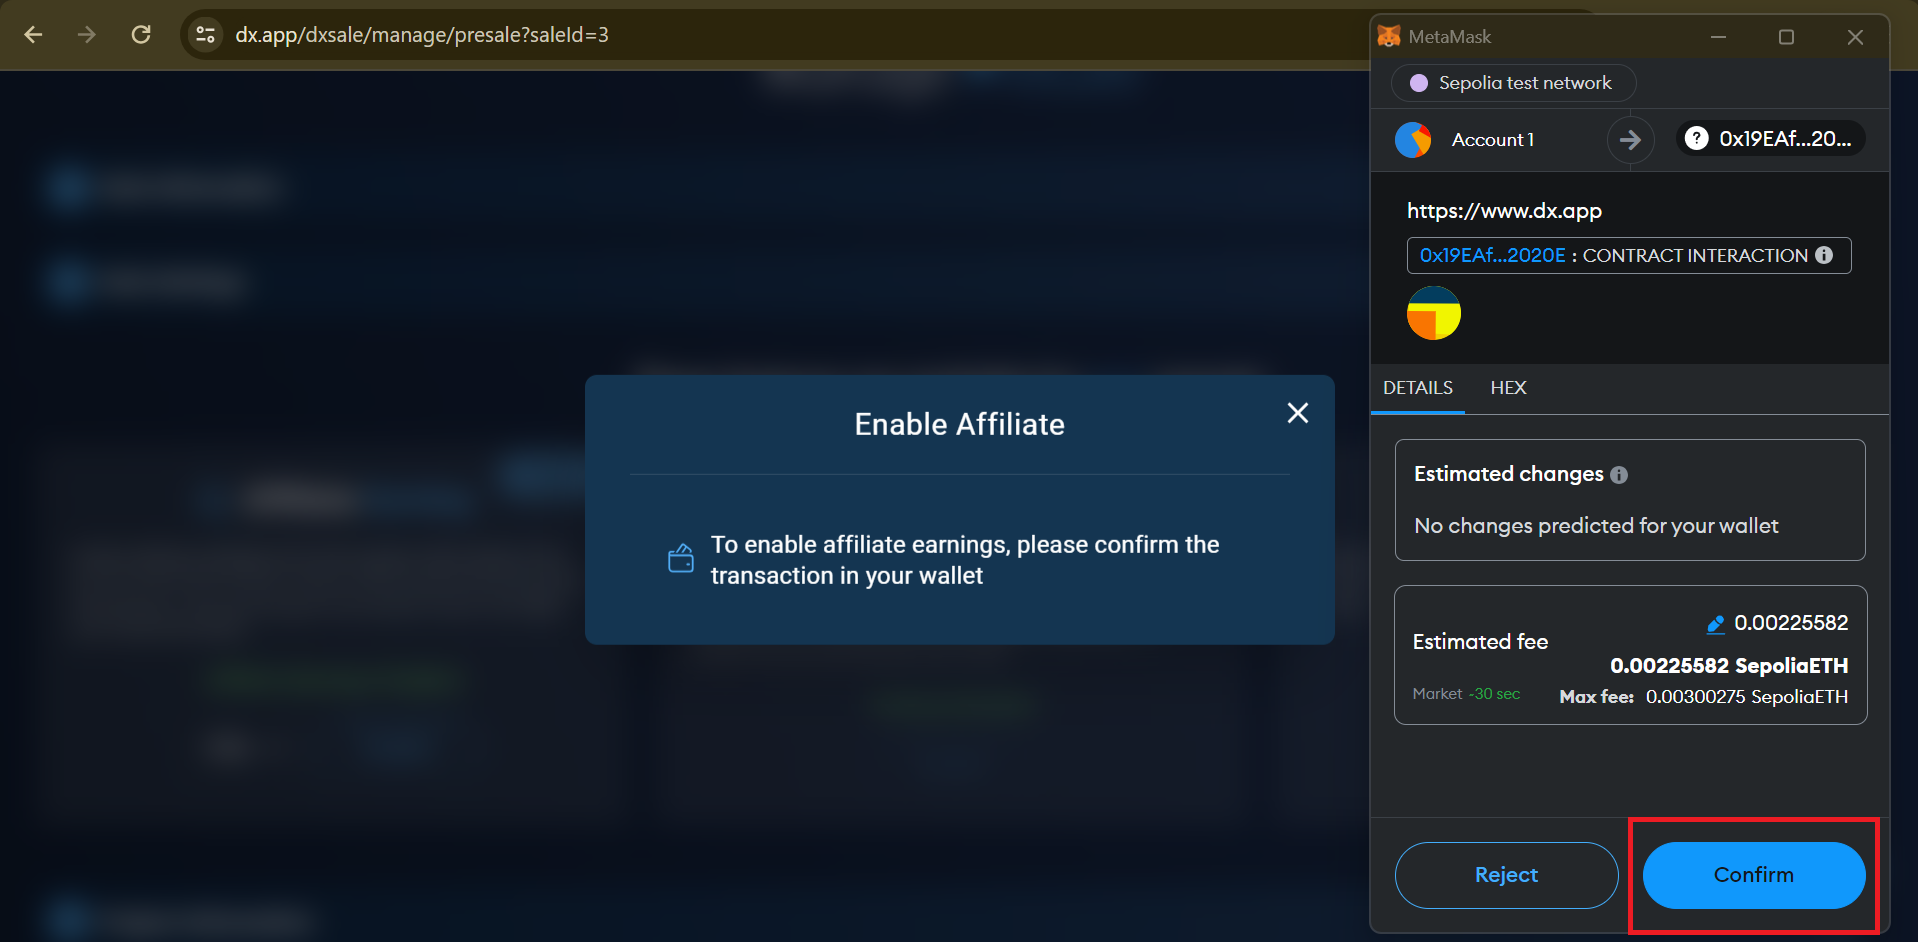 dx.app/dxsale/manage/presale?saleId=3
MetaMask
Sepolia test network
Account 1
? 0x19EAf...20...
https://www.dx.app
0x19EAf...2020E : CONTRACT INTERACTION
DETAILS HEX
Estimated changes
No changes predicted for your wallet
Estimated fee
0.00225582
0.00225582 SepoliaETH
Market ~30 sec
Max fee: 0.00300275 SepoliaETH
Reject
Confirm
Enable Affiliate
To enable affiliate earnings, please confirm the
transaction in your wallet